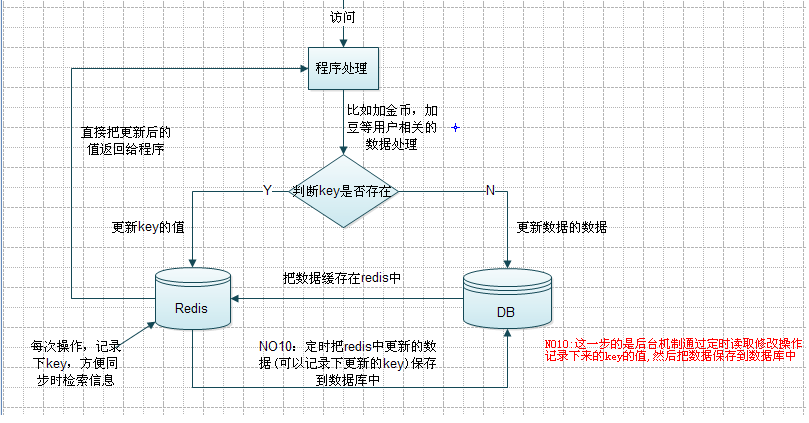 访问
程序处理
比如加金币，加
豆等用户相关的
数据处理
直接把更新后的
值返回给程序
判断key是否存在
Y
N
更新key的值
更新数据的数据
把数据缓存在redis中
Redis
DB
每次操作，记录
下key，方便同
步时检索信息
NO10：定时把redis中更新的数
据(可以记录下更新的key)保存
到数据库中
NO10:这一步的是后台机制通过定时读取修改操作
记录下来的key的值,然后把数据保存到数据库中